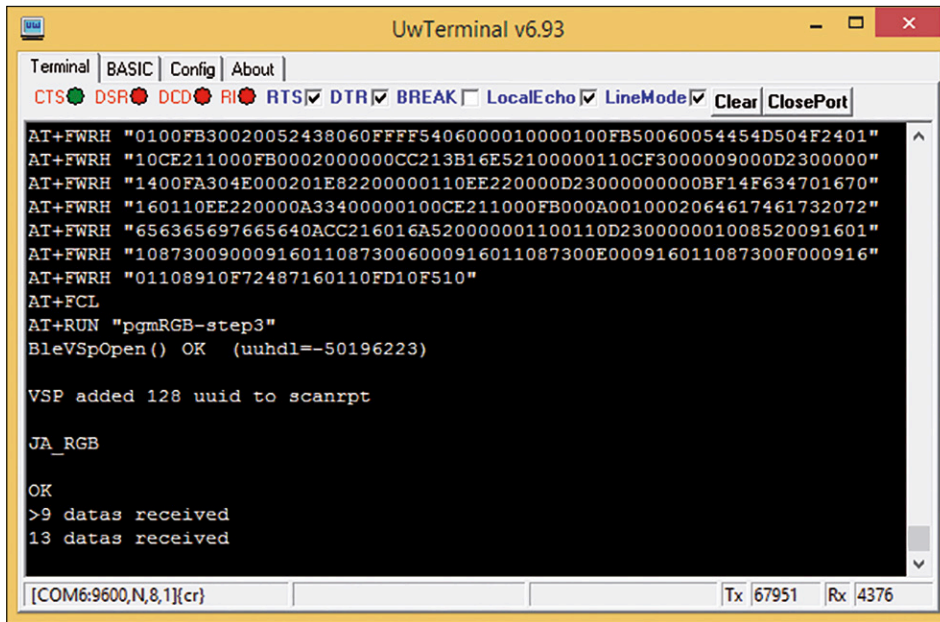 UwTerminal v6.93
Terminal BASIC Config About
CTS DSR DCD RI RTS DTR BREAK LocalEcho LineMode Clear ClosePort
AT+FWRH "0100FB30020052438060FFFF5406000010000100FB50060054454D504F2401"
AT+FWRH "10CE211000FB0002000000CC213B16E52100000110CF3000009000D2300000"
AT+FWRH "1400FA304E000201E82200000110EE220000D23000000000BF14F634701670"
AT+FWRH "160110EE220000A33400000100CE211000FB000A0010002064617461732072"
AT+FWRH "656365697665640ACC216016A520000001100110D230000001008520091601"
AT+FWRH "108730090009160110873006000916011087300E000916011087300F000916"
AT+FWRH "01108910F72487160110FD10F510"
AT+FCL
AT+RUN "pgmRGB-step3"
BleVSpOpen() OK (uuhdl=-50196223)
VSP added 128 uuid to scanrpt
JA_RGB
OK
>9 datas received
13 datas received
[COM6:9600,N,8,1]{cr} Tx 67951 Rx 4376